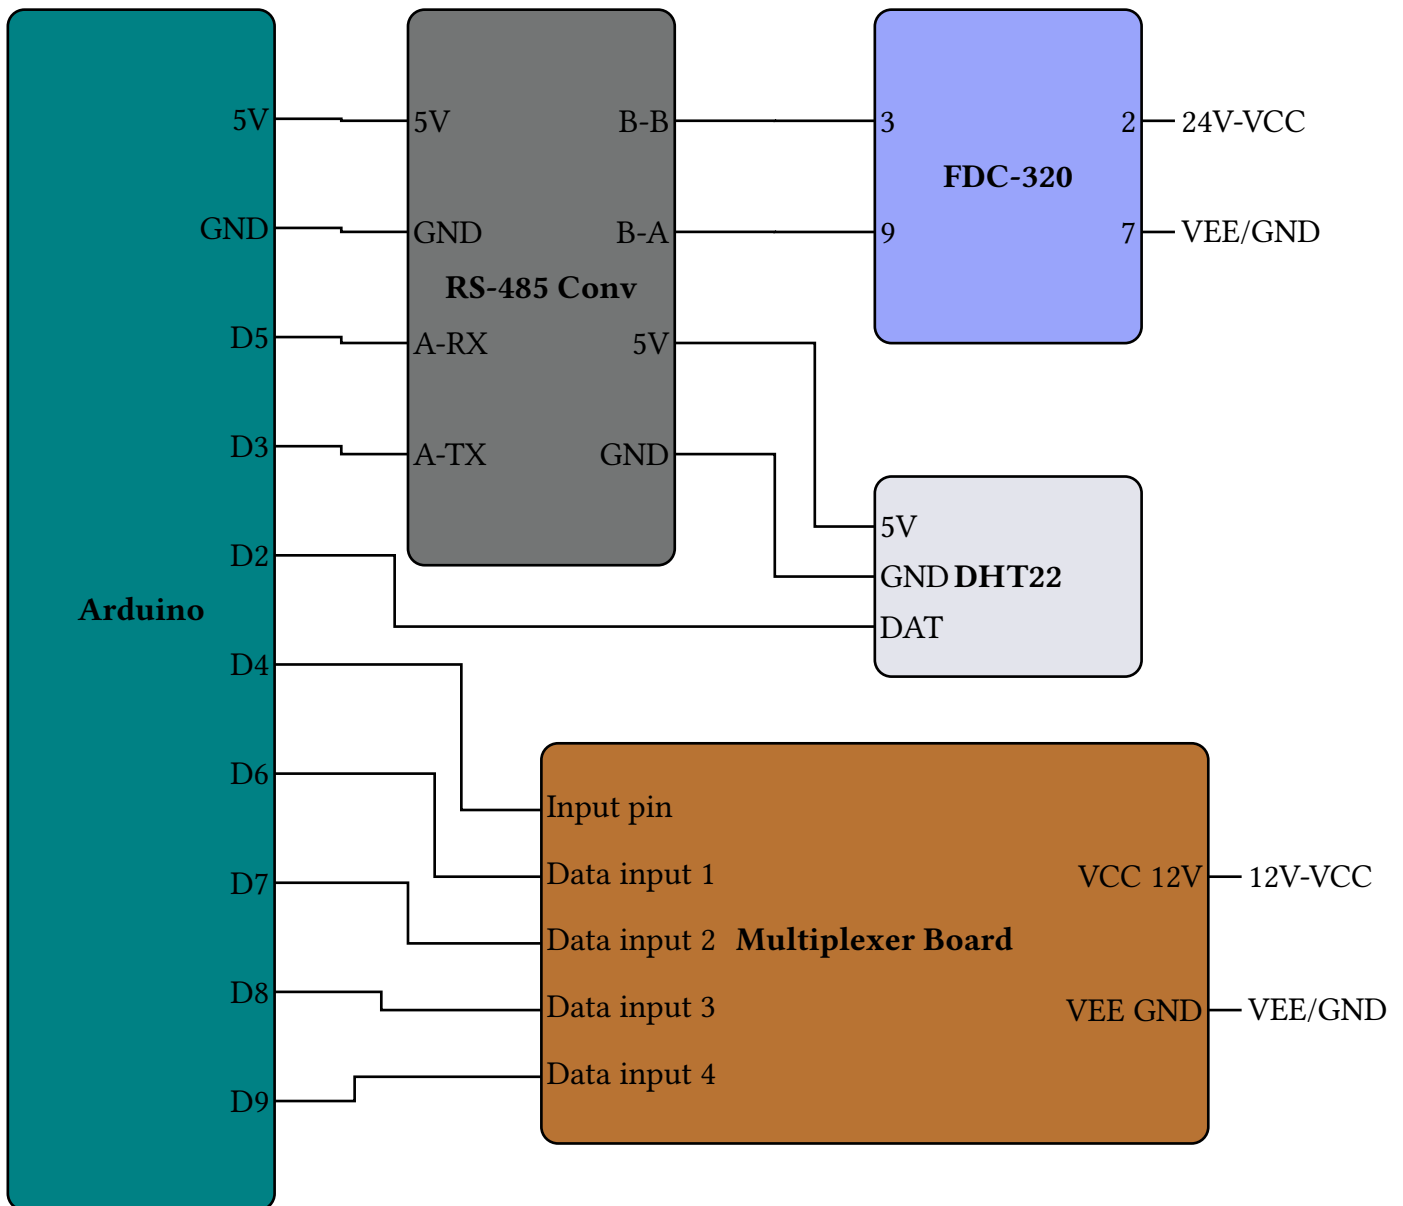 5V
GND
D5
D3
D2
Arduino
D4
D6
D7
D8
D9
5V
B-B
GND
B-A
RS-485 Conv
A-RX
5V
A-TX
GND
3
2
24V-VCC
FDC-320
9
7
VEE/GND
5V
GND DHT22
DAT
Input pin
Data input 1
VCC 12V
12V-VCC
Data input 2
Multiplexer Board
Data input 3
VEE GND
VEE/GND
Data input 4